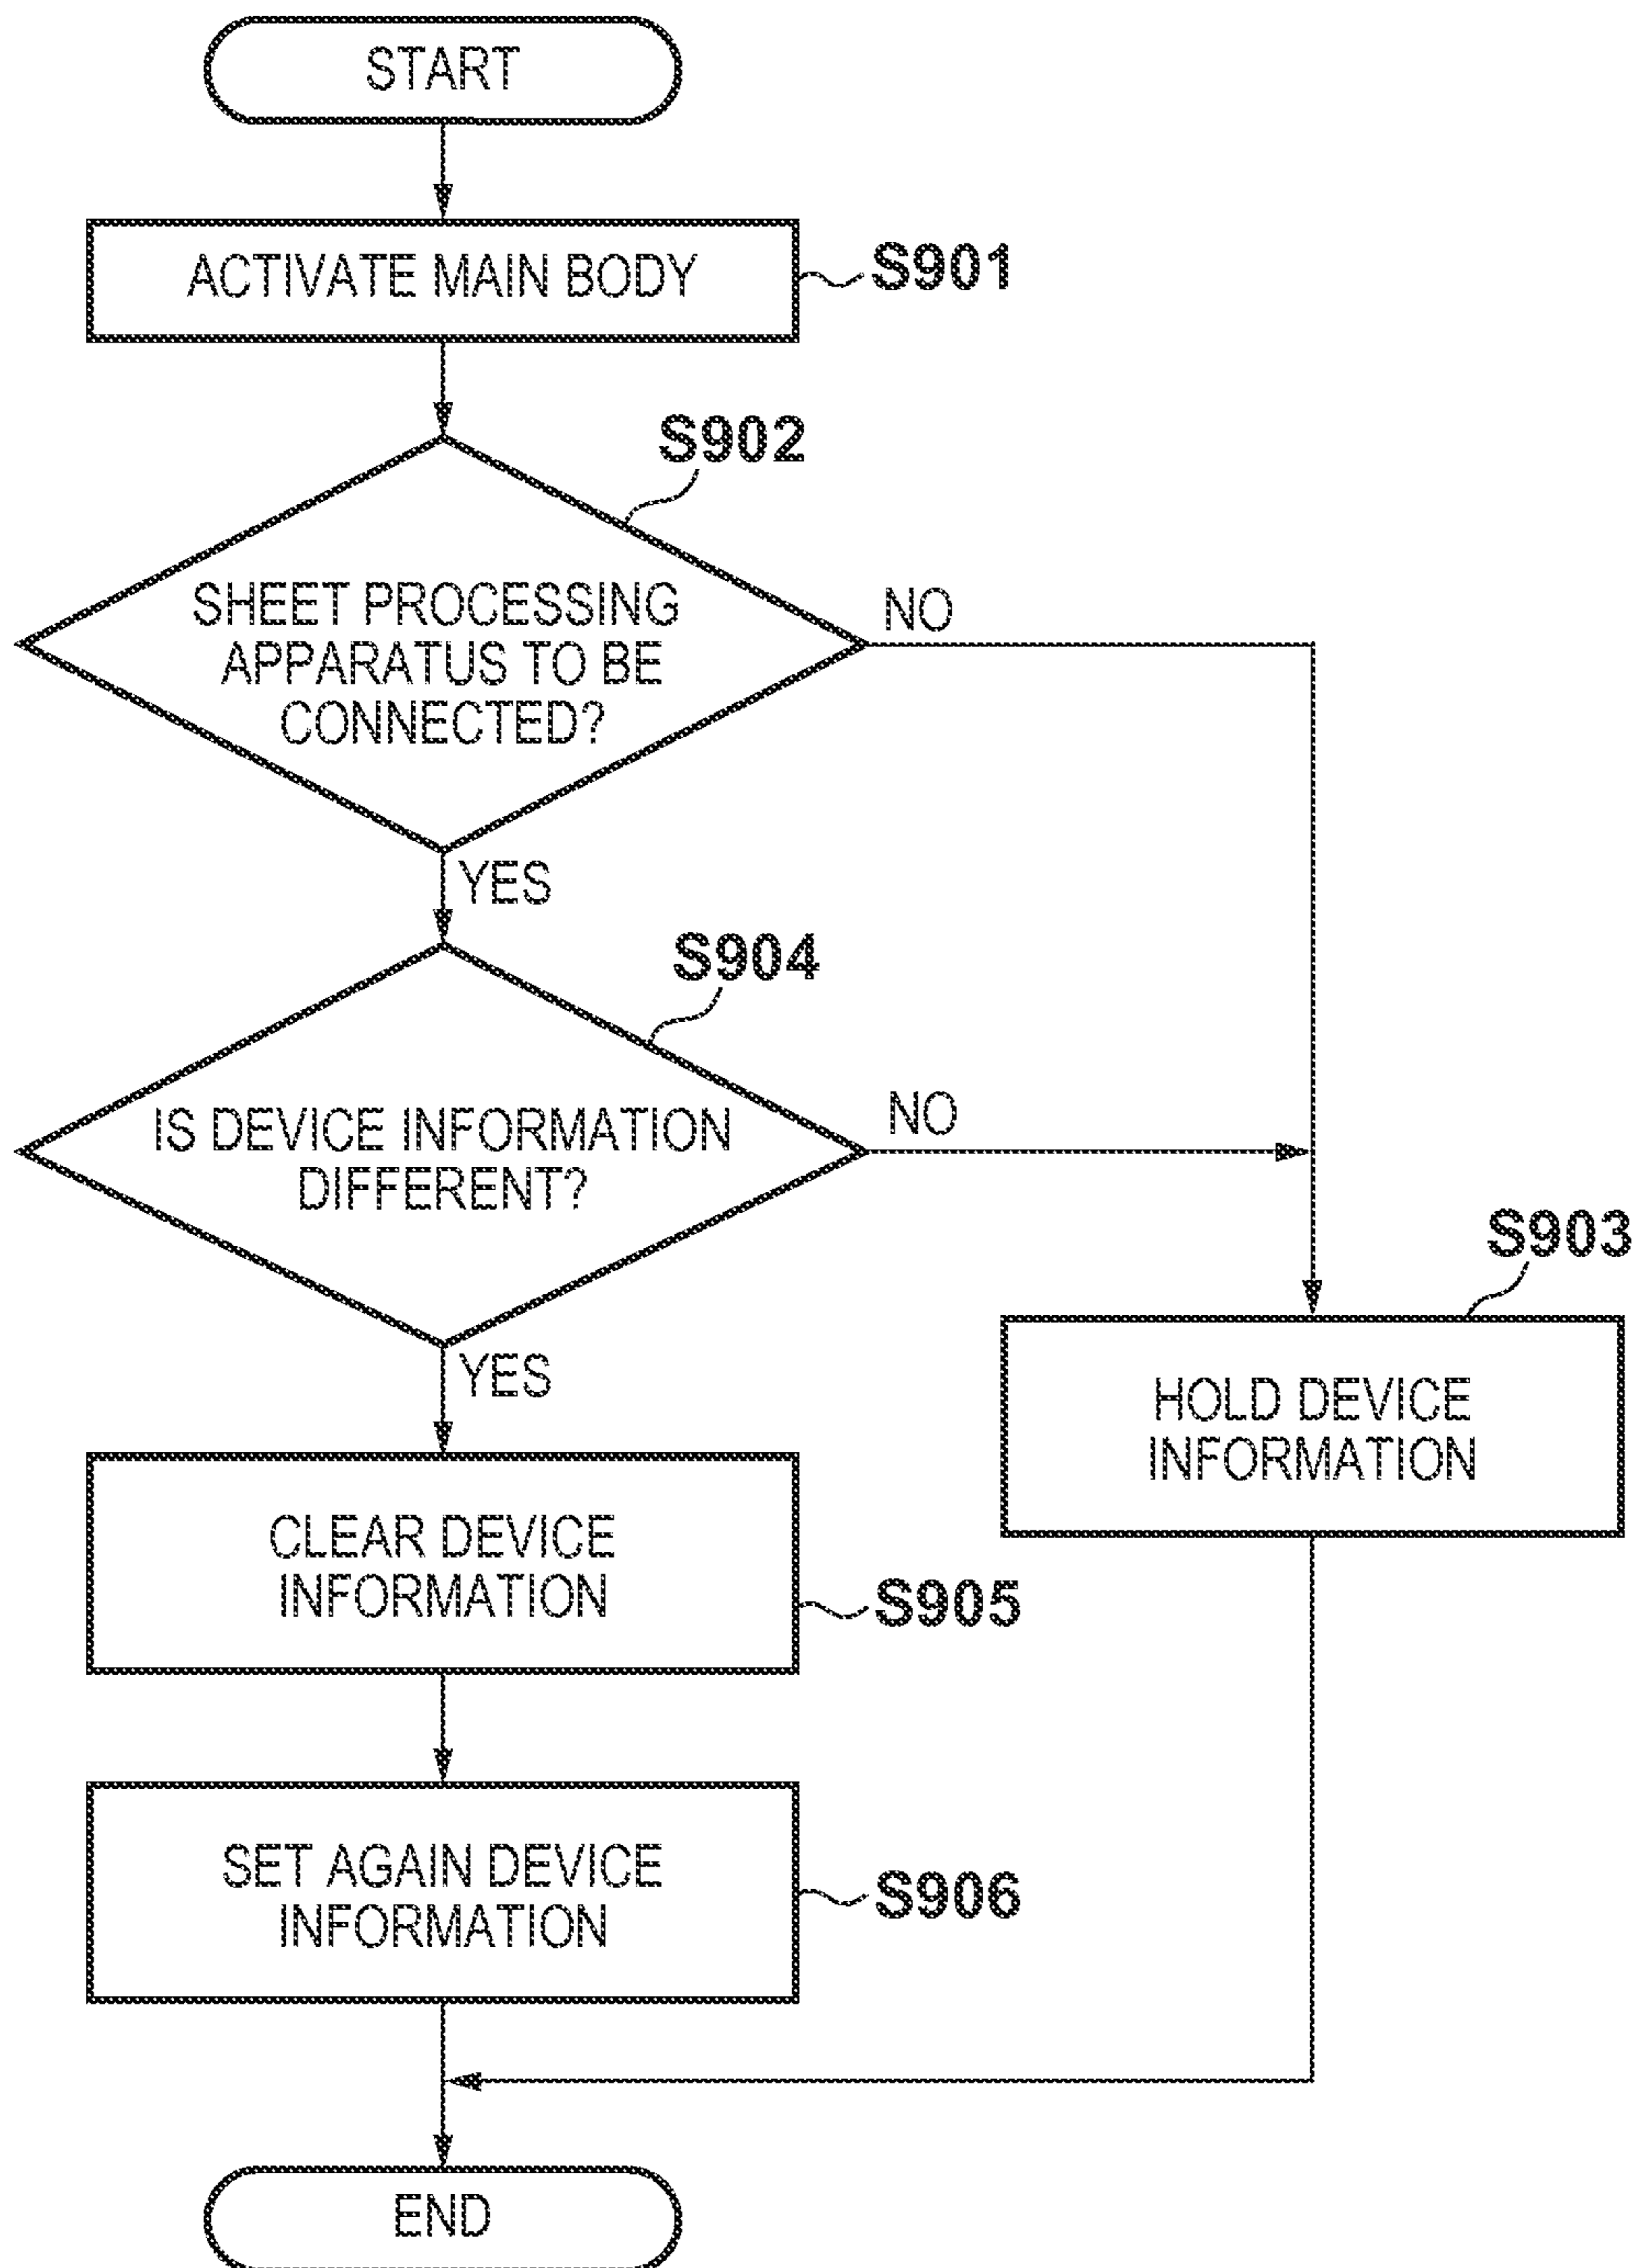 START
ACTIVATE MAIN BODY
S901
S902
SHEET PROCESSING
APPARATUS TO BE
CONNECTED?
NO
YES
S904
IS DEVICE INFORMATION
DIFFERENT?
NO
YES
S903
HOLD DEVICE
INFORMATION
CLEAR DEVICE
INFORMATION
S905
SET AGAIN DEVICE
INFORMATION
S906
END